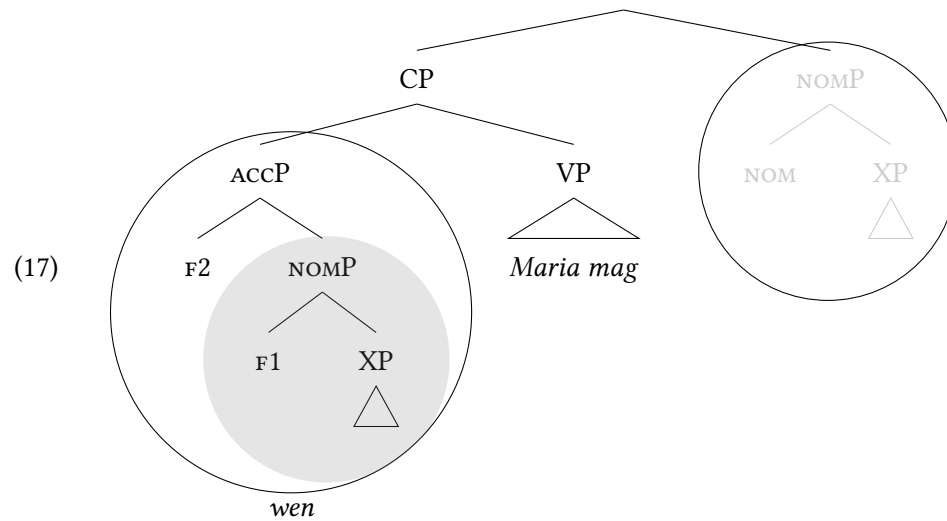 CP
NOMP
ACCP
VP
NOM
XP
(17)
F2
NOMP
Maria mag
F1
XP
wen